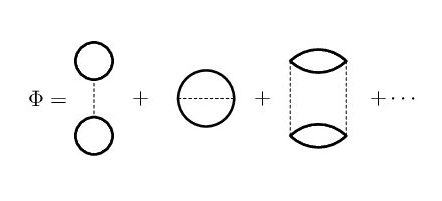 Φ = + + + ···